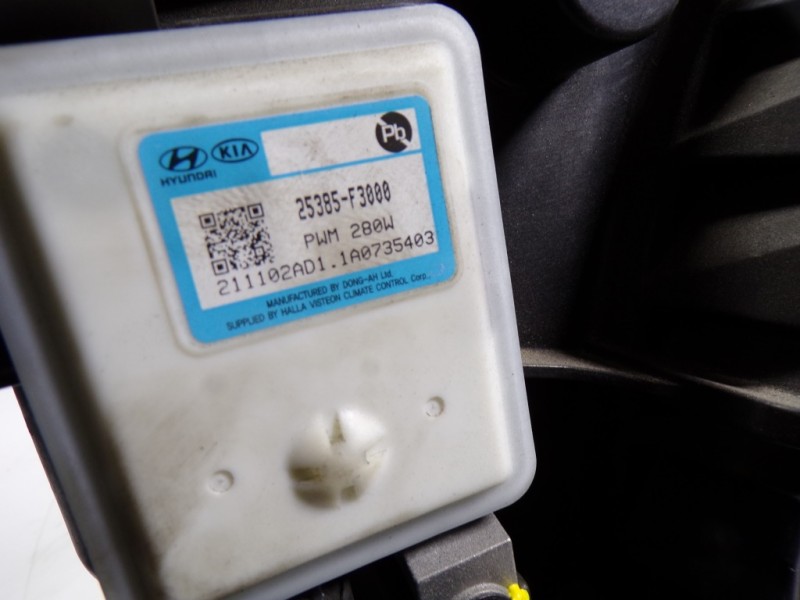 HYUNDAI
KIA
Pb
25385-F3000
PWM 280W
211102AD1.1A0735403
MANUFACTURED BY DONG-AH Ltd.
SUPPLIED BY HALLA VISTEON CLIMATE CONTROL Corp.,